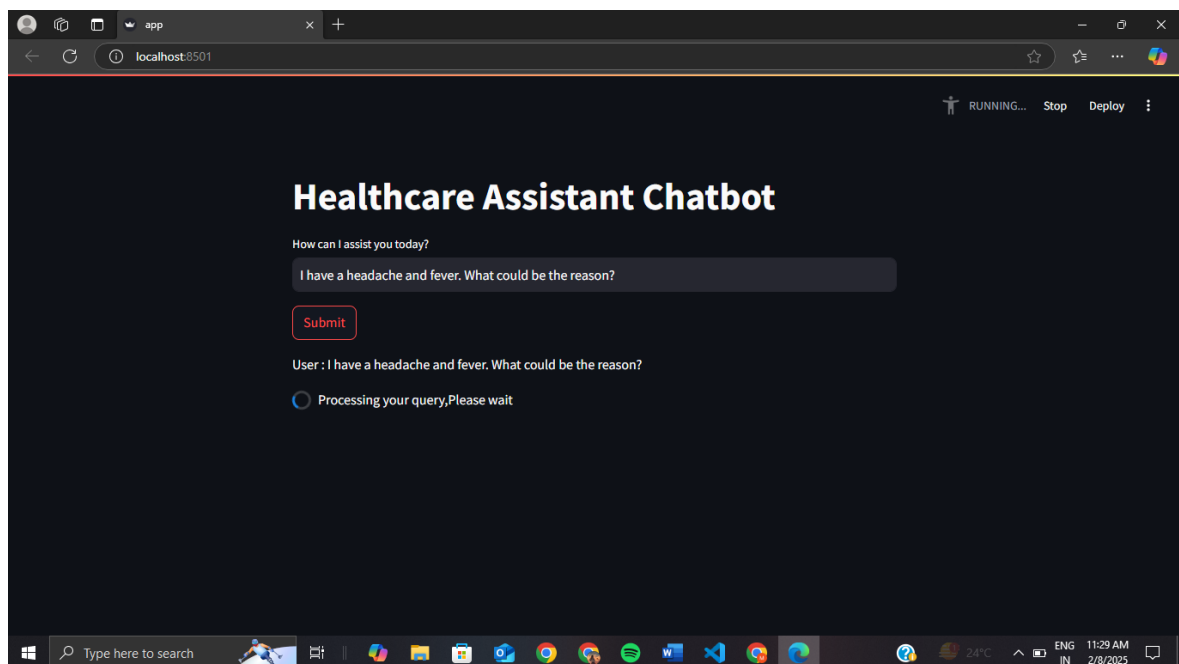 app
localhost:8501
RUNNING... Stop Deploy
Healthcare Assistant Chatbot
How can I assist you today?
I have a headache and fever. What could be the reason?
Submit
User : I have a headache and fever. What could be the reason?
Processing your query,Please wait
Type here to search
24°C
ENG
IN
11:29 AM
2/8/2025